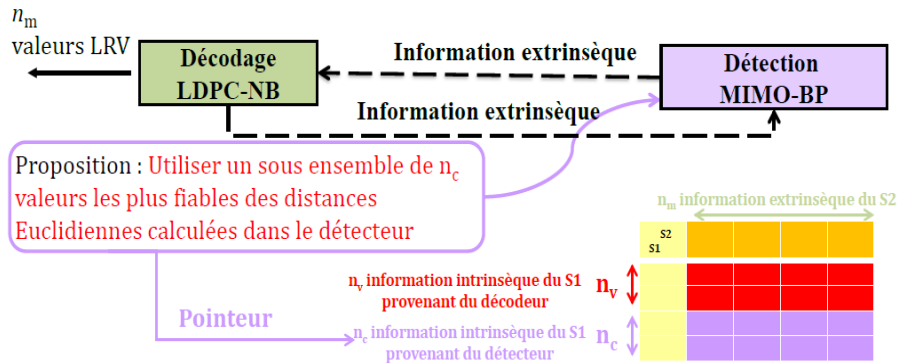 n_m
valeurs LRV
Décodage
LDPC-NB
Information extrinsèque
Information extrinsèque
Détection
MIMO-BP
Proposition : Utiliser un sous ensemble de n_c
valeurs les plus fiables des distances
Euclidiennes calculées dans le détecteur
Pointeur
n_m information extrinsèque du S2
S2
S1
n_v information intrinsèque du S1
provenant du décodeur
n_v
n_c information intrinsèque du S1
provenant du détecteur
n_c